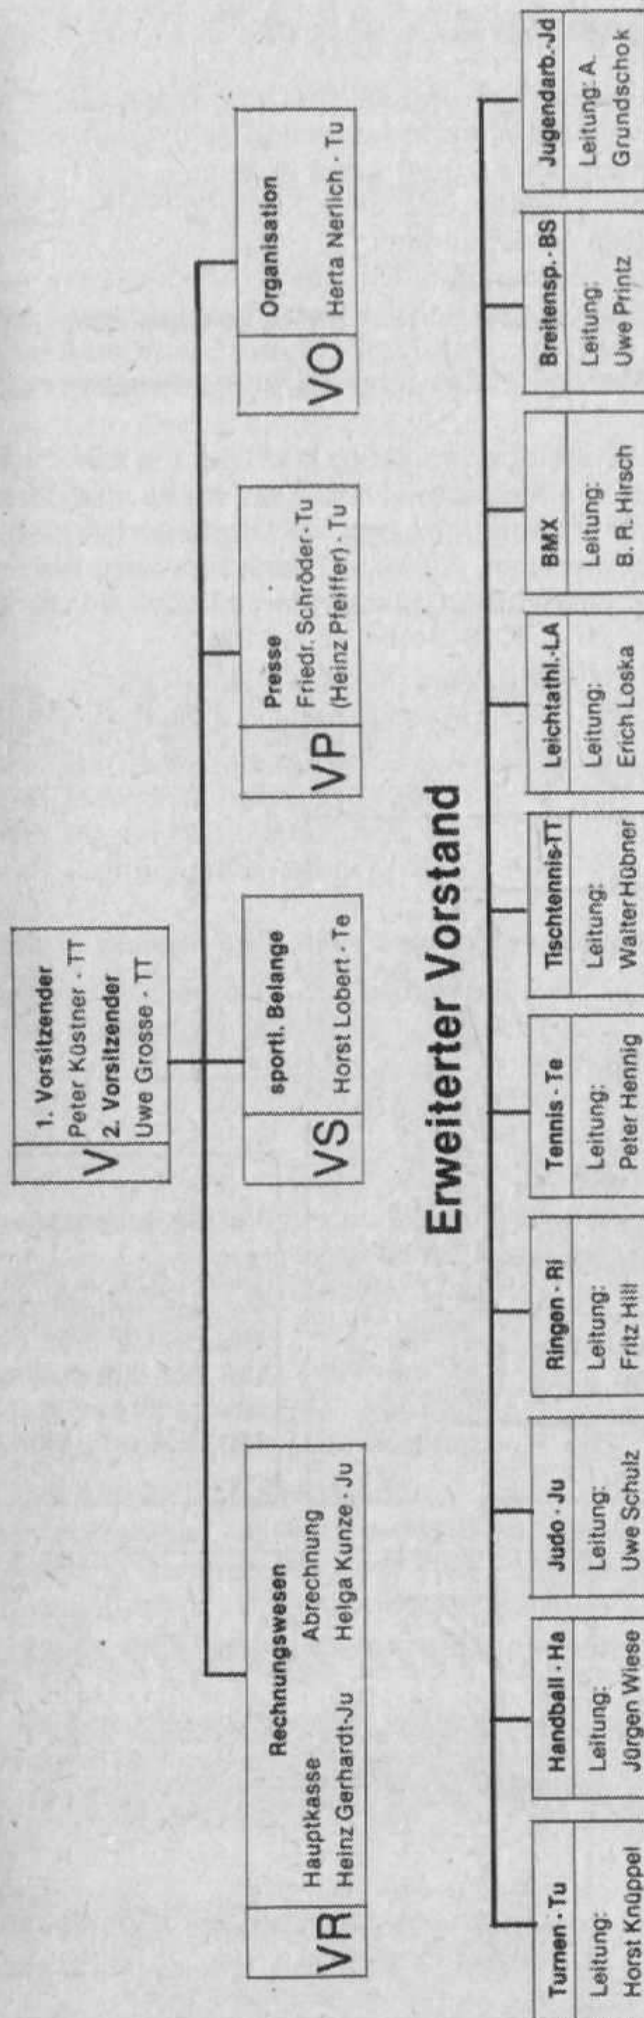 V
1. Vorsitzender
Peter Küstner - TT
2. Vorsitzender
Uwe Grosse - TT
VR
Rechnungswesen
Hauptkasse Abrechnung
Heinz Gerhardt-Ju Helga Kunze - Ju
VS
sportl. Belange
Horst Lobert - Te
VP
Presse
Friedr. Schröder - Tu
(Heinz Pfeiffer) - Tu
VO
Organisation
Herta Nerlich - Tu
Erweiterter Vorstand
Turnen - Tu
Leitung:
Horst Knüppel
Handball - Ha
Leitung:
Jürgen Wiese
Judo - Ju
Leitung:
Uwe Schulz
Ringen - Ri
Leitung:
Fritz Hill
Tennis - Te
Leitung:
Peter Hennig
Tischtennis-TT
Leitung:
Walter Hübner
Leichtathl.-LA
Leitung:
Erich Loska
BMX
Leitung:
B. R. Hirsch
Breitensp. - BS
Leitung:
Uwe Printz
Jugendarb.-Jd
Leitung: A.
Grundschok